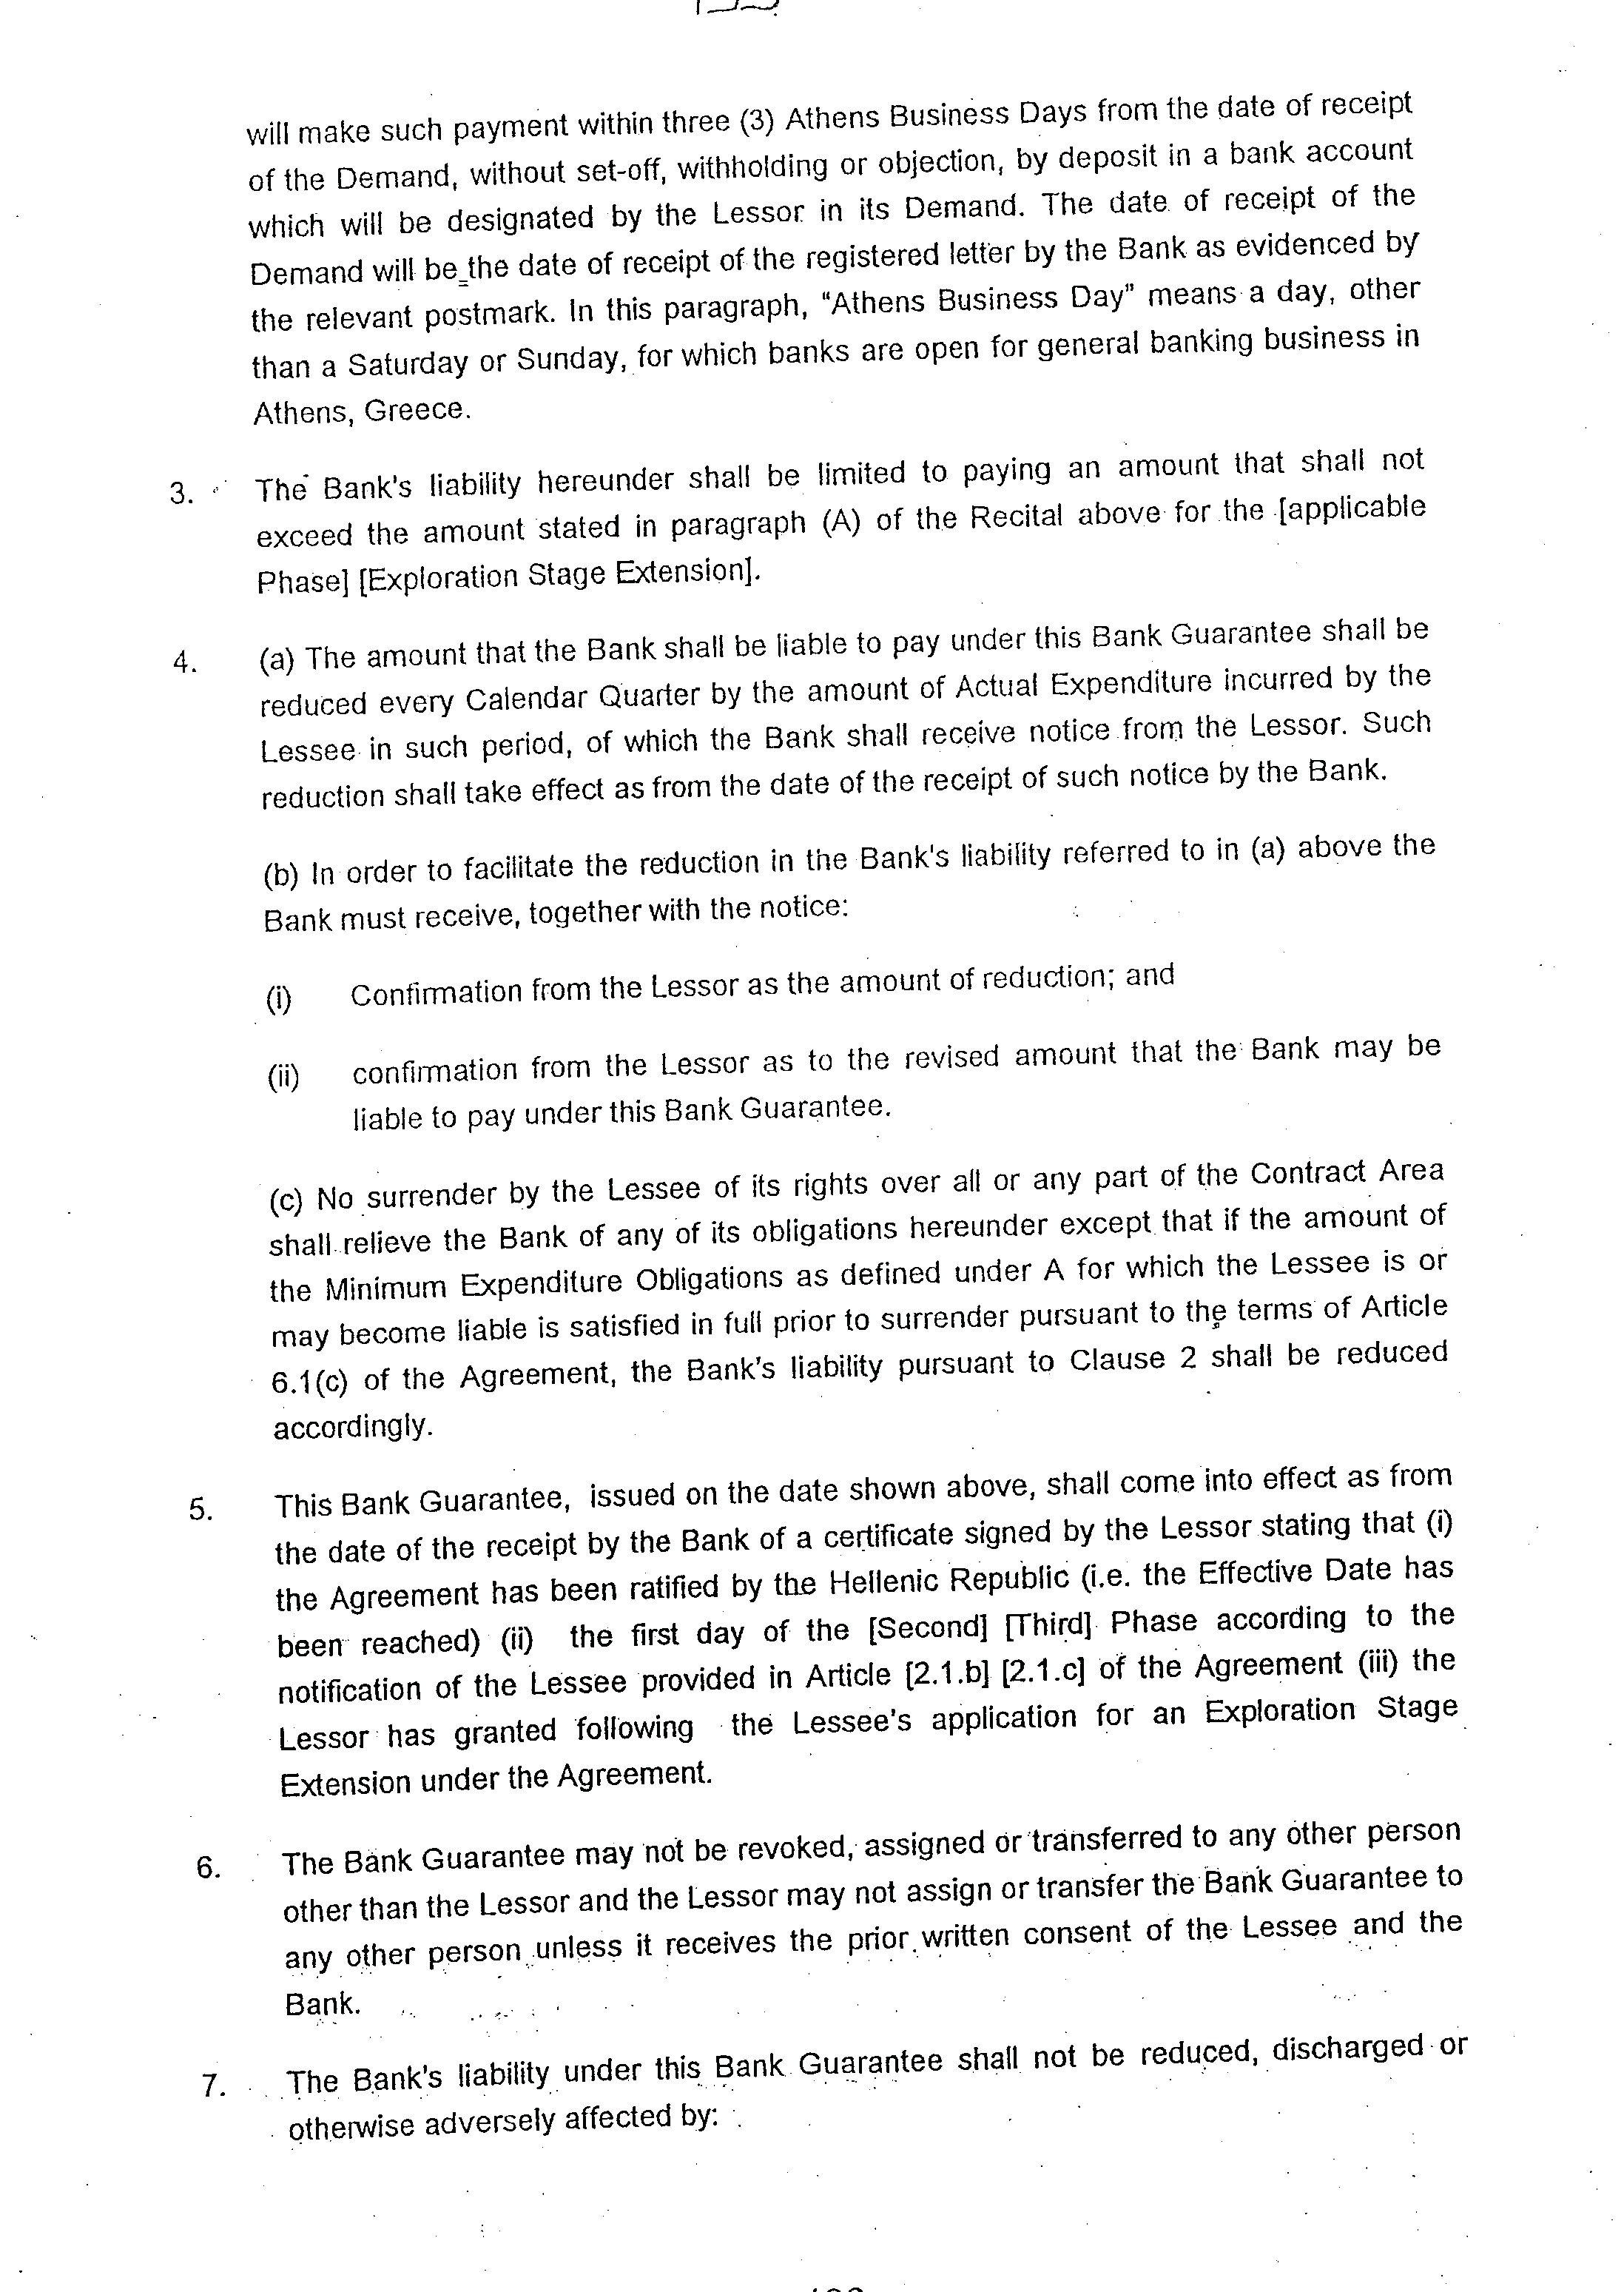 will make such payment within three (3) Athens Business Days from the date of receipt
of the Demand, without set-off, withholding or objection, by deposit in a bank account
which will be designated by the Lessor in its Demand. The date of receipt of the
Demand will be the date of receipt of the registered letter by the Bank as evidenced by
the relevant postmark. In this paragraph, “Athens Business Day” means a day, other
than a Saturday or Sunday, for which banks are open for general banking business in
Athens, Greece.
3. The Bank's liability hereunder shall be limited to paying an amount that shall not
exceed the amount stated in paragraph (A) of the Recital above for the [applicable
Phase] [Exploration Stage Extension].
4. (a) The amount that the Bank shall be liable to pay under this Bank Guarantee shall be
reduced every Calendar Quarter by the amount of Actual Expenditure incurred by the
Lessee in such period, of which the Bank shall receive notice from the Lessor. Such
reduction shall take effect as from the date of the receipt of such notice by the Bank.
(b) In order to facilitate the reduction in the Bank's liability referred to in (a) above the
Bank must receive, together with the notice:
(i) Confirmation from the Lessor as the amount of reduction; and
(ii) confirmation from the Lessor as to the revised amount that the Bank may be
liable to pay under this Bank Guarantee.
(c) No surrender by the Lessee of its rights over all or any part of the Contract Area
shall relieve the Bank of any of its obligations hereunder except that if the amount of
the Minimum Expenditure Obligations as defined under A for which the Lessee is or
may become liable is satisfied in full prior to surrender pursuant to the terms of Article
6.1(c) of the Agreement, the Bank's liability pursuant to Clause 2 shall be reduced
accordingly.
5. This Bank Guarantee, issued on the date shown above, shall come into effect as from
the date of the receipt by the Bank of a certificate signed by the Lessor stating that (i)
the Agreement has been ratified by the Hellenic Republic (i.e. the Effective Date has
been reached) (ii) the first day of the [Second] [Third] Phase according to the
notification of the Lessee provided in Article [2.1.b] [2.1.c] of the Agreement (iii) the
Lessor has granted following the Lessee's application for an Exploration Stage
Extension under the Agreement.
6. The Bank Guarantee may not be revoked, assigned or transferred to any other person
other than the Lessor and the Lessor may not assign or transfer the Bank Guarantee to
any other person unless it receives the prior written consent of the Lessee and the
Bank.
7. The Bank's liability under this Bank Guarantee shall not be reduced, discharged or
otherwise adversely affected by: